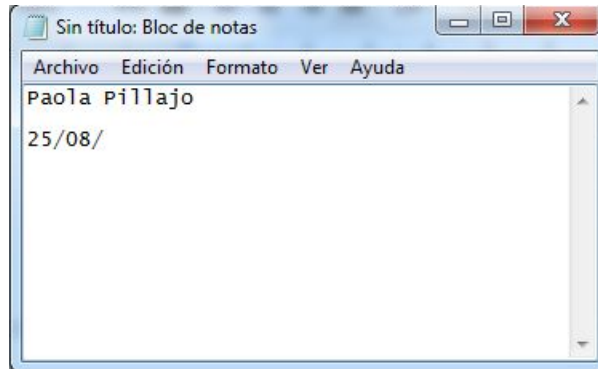 Sin título: Bloc de notas
Archivo Edición Formato Ver Ayuda
Paola Pillajo
25/08/